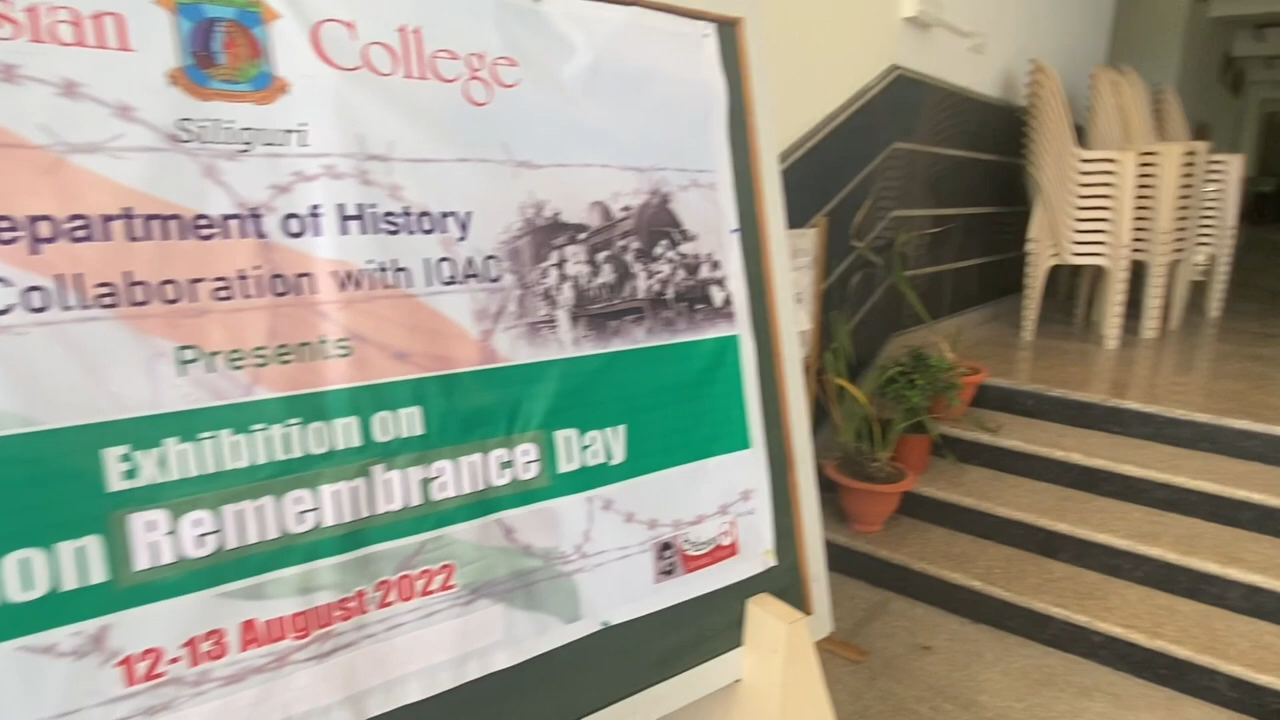 sian College
Siliguri
epartment of History
Collaboration with IQAC
Presents
Exhibition on
on Remembrance Day
12-13 August 2022